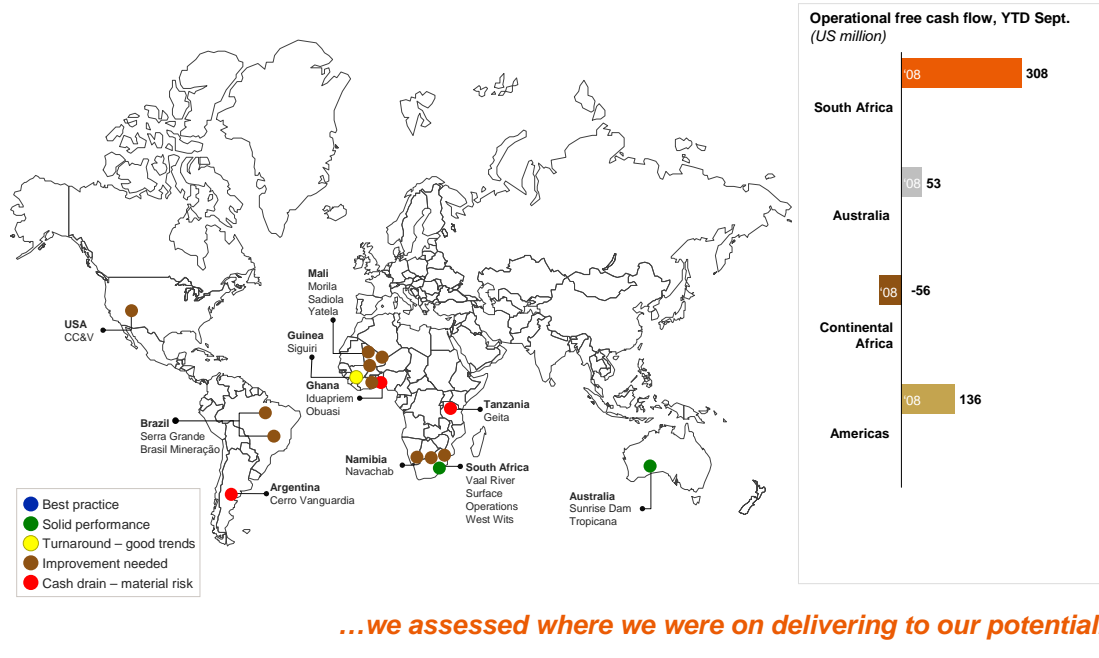 Operational free cash flow, YTD Sept.
(US million)
'08
308
South Africa
'08
53
Australia
'08
-56
Continental
Africa
'08
136
Americas
Mali
Morila
Sadiola
Yatela
USA
CC&V
Guinea
Siguiri
Ghana
Iduapriem
Obuasi
Tanzania
Geita
Brazil
Serra Grande
Brasil Mineração
Namibia
Navachab
South Africa
Vaal River
Surface
Operations
West Wits
Argentina
Cerro Vanguardia
Australia
Sunrise Dam
Tropicana
Best practice
Solid performance
Turnaround – good trends
Improvement needed
Cash drain – material risk
…we assessed where we were on delivering to our potential